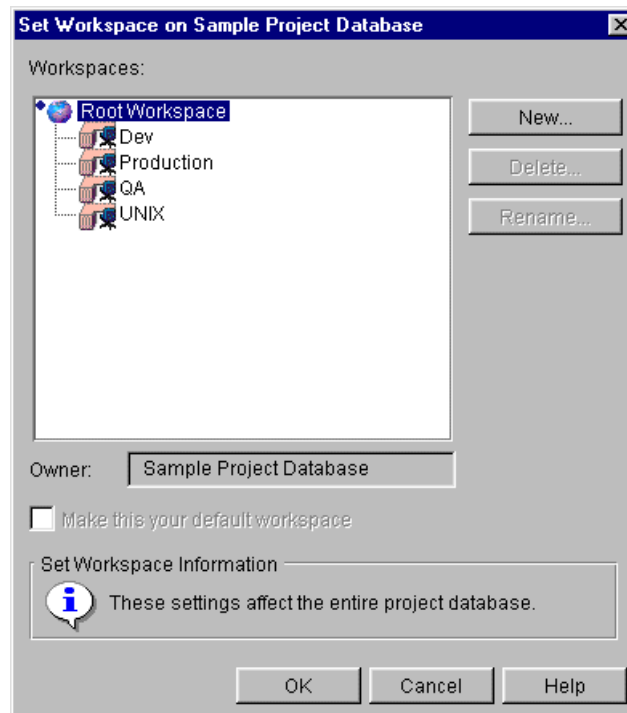 Set Workspace on Sample Project Database
Workspaces:
Root Workspace
Dev
Production
QA
UNIX
New...
Delete...
Rename...
Owner: Sample Project Database
Make this your default workspace
Set Workspace Information
These settings affect the entire project database.
OK Cancel Help